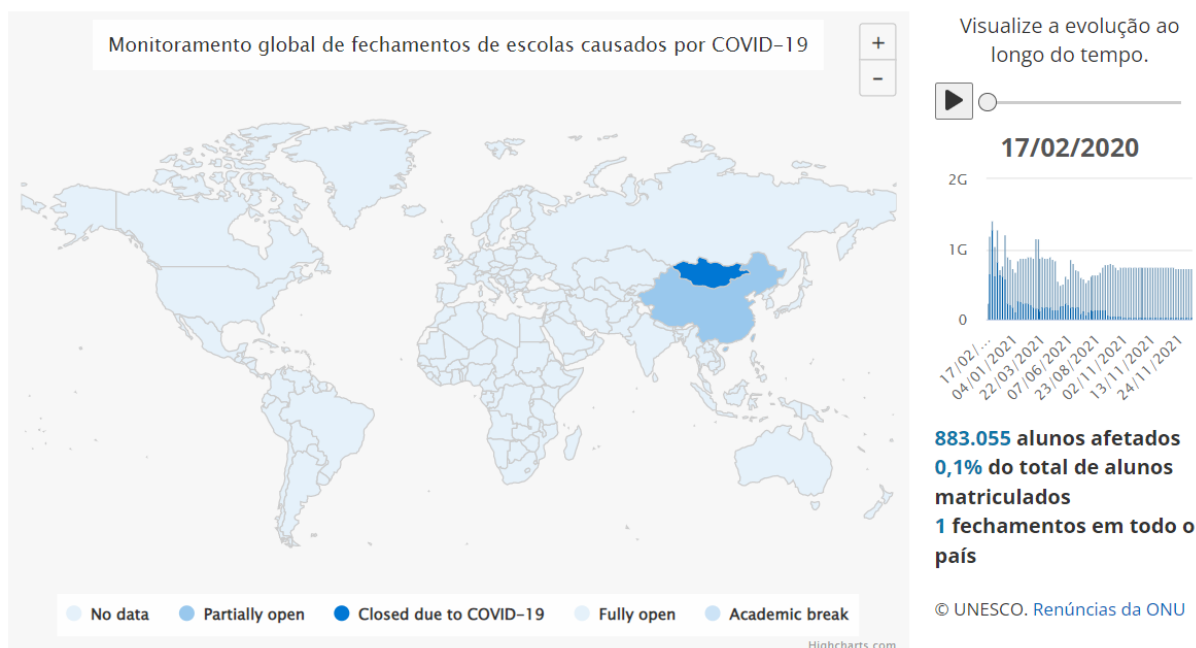 Monitoramento global de fechamentos de escolas causados por COVID-19
+
-
No data
Partially open
Closed due to COVID-19
Fully open
Academic break
Highcharts.com
Visualize a evolução ao
longo do tempo.
17/02/2020
2G
1G
0
17/02/...
04/01/2021
22/03/2021
07/06/2021
23/08/2021
02/11/2021
13/11/2021
24/11/2021
883.055 alunos afetados
0,1% do total de alunos
matriculados
1 fechamentos em todo o
país
© UNESCO. Renúncias da ONU